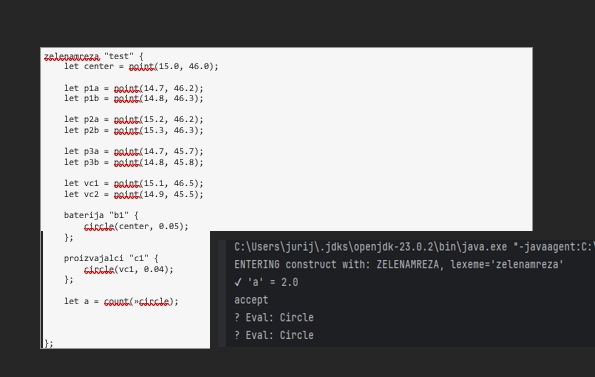 zelenamreza "test" {
let center = point(15.0, 46.0);
let p1a = point(14.7, 46.2);
let p1b = point(14.8, 46.3);
let p2a = point(15.2, 46.2);
let p2b = point(15.3, 46.3);
let p3a = point(14.7, 45.7);
let p3b = point(14.8, 45.8);
let vc1 = point(15.1, 46.5);
let vc2 = point(14.9, 45.5);
baterija "b1" {
circle(center, 0.05);
};
proizvajalci "c1" {
circle(vc1, 0.04);
};
let a = count(»circle);
};
C:\Users\jurij\.jdks\openjdk-23.0.2\bin\java.exe "-javaagent:C:\
ENTERING construct with: ZELENAMREZA, lexeme='zelenamreza'
✓ 'a' = 2.0
accept
? Eval: Circle
? Eval: Circle